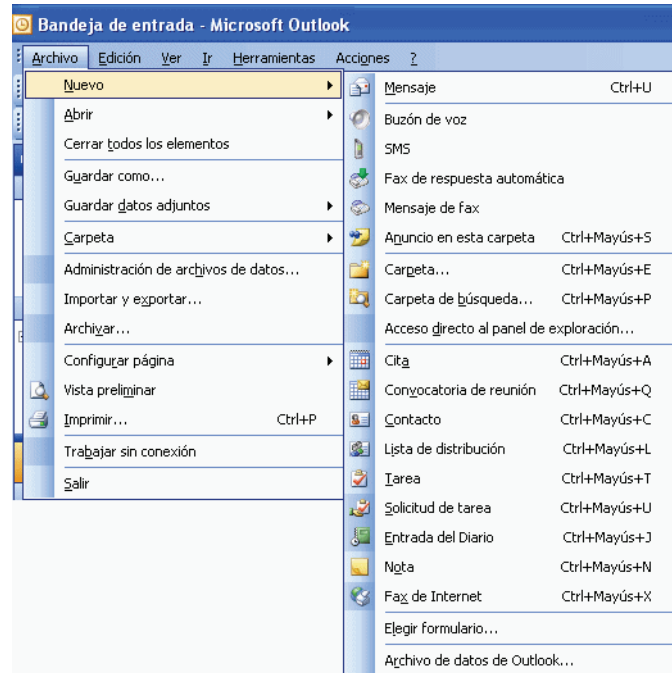 Bandeja de entrada - Microsoft Outlook
Archivo Edición Ver Ir Herramientas Acciones ?
Nuevo
Abrir
Cerrar todos los elementos
Guardar como...
Guardar datos adjuntos
Carpeta
Administración de archivos de datos...
Importar y exportar...
Archivar...
Configurar página
Vista preliminar
Imprimir... Ctrl+P
Trabajar sin conexión
Salir
Mensaje Ctrl+U
Buzón de voz
SMS
Fax de respuesta automática
Mensaje de fax
Anuncio en esta carpeta Ctrl+Mayús+S
Carpeta... Ctrl+Mayús+E
Carpeta de búsqueda... Ctrl+Mayús+P
Acceso directo al panel de exploración...
Cita Ctrl+Mayús+A
Convocatoria de reunión Ctrl+Mayús+Q
Contacto Ctrl+Mayús+C
Lista de distribución Ctrl+Mayús+L
Tarea Ctrl+Mayús+T
Solicitud de tarea Ctrl+Mayús+U
Entrada del Diario Ctrl+Mayús+J
Nota Ctrl+Mayús+N
Fax de Internet Ctrl+Mayús+X
Elegir formulario...
Archivo de datos de Outlook...